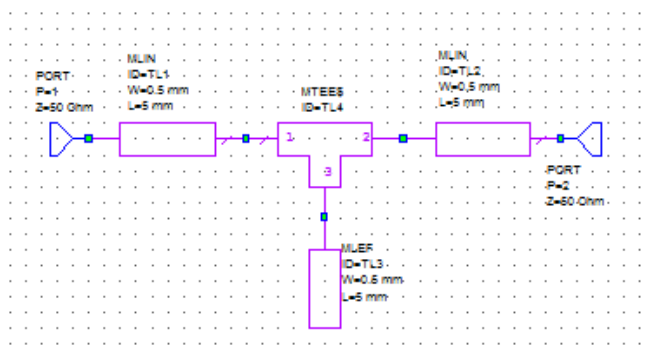 MLIN
ID=TL1
W=0.5 mm
L=5 mm
PORT
P=1
Z=50 Ohm
MTEE$
ID=TL4
MLIN
ID=TL2
W=0.5 mm
L=5 mm
1
2
3
PORT
P=2
Z=50 Ohm
MLEF
ID=TL3
W=0.5 mm
L=5 mm